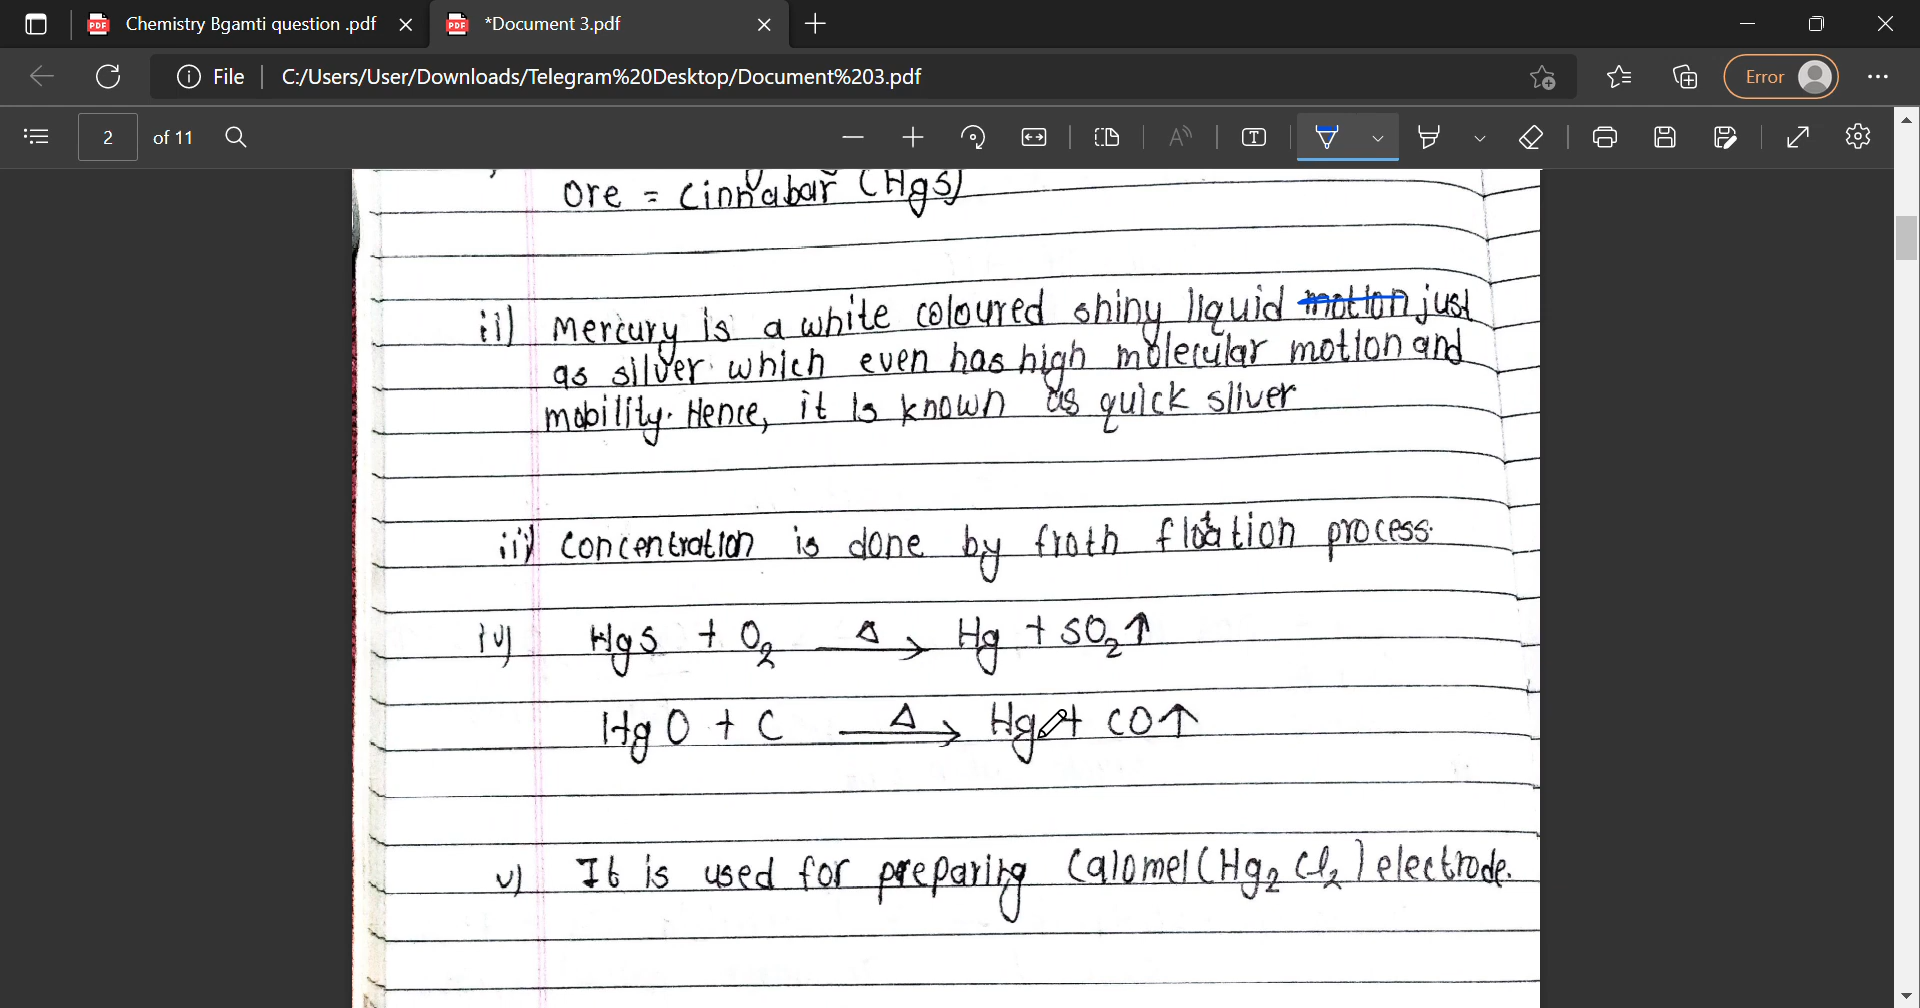 Chemistry Bgamti question .pdf
*Document 3.pdf
File
C:/Users/User/Downloads/Telegram%20Desktop/Document%203.pdf
Error
2 of 11
Ore = Cinnabar (HgS)
ii) Mercury is a white coloured shiny liquid motion just
as silver which even has high molecular motion and
mobility. Hence, it is known as quick sliver
iii) Concentration is done by froth floatation process.
iv) HgS + O2 Δ→ Hg + SO2↑
HgO + C Δ→ Hg + CO↑
v) It is used for preparing Calomel (Hg2Cl2) electrode.